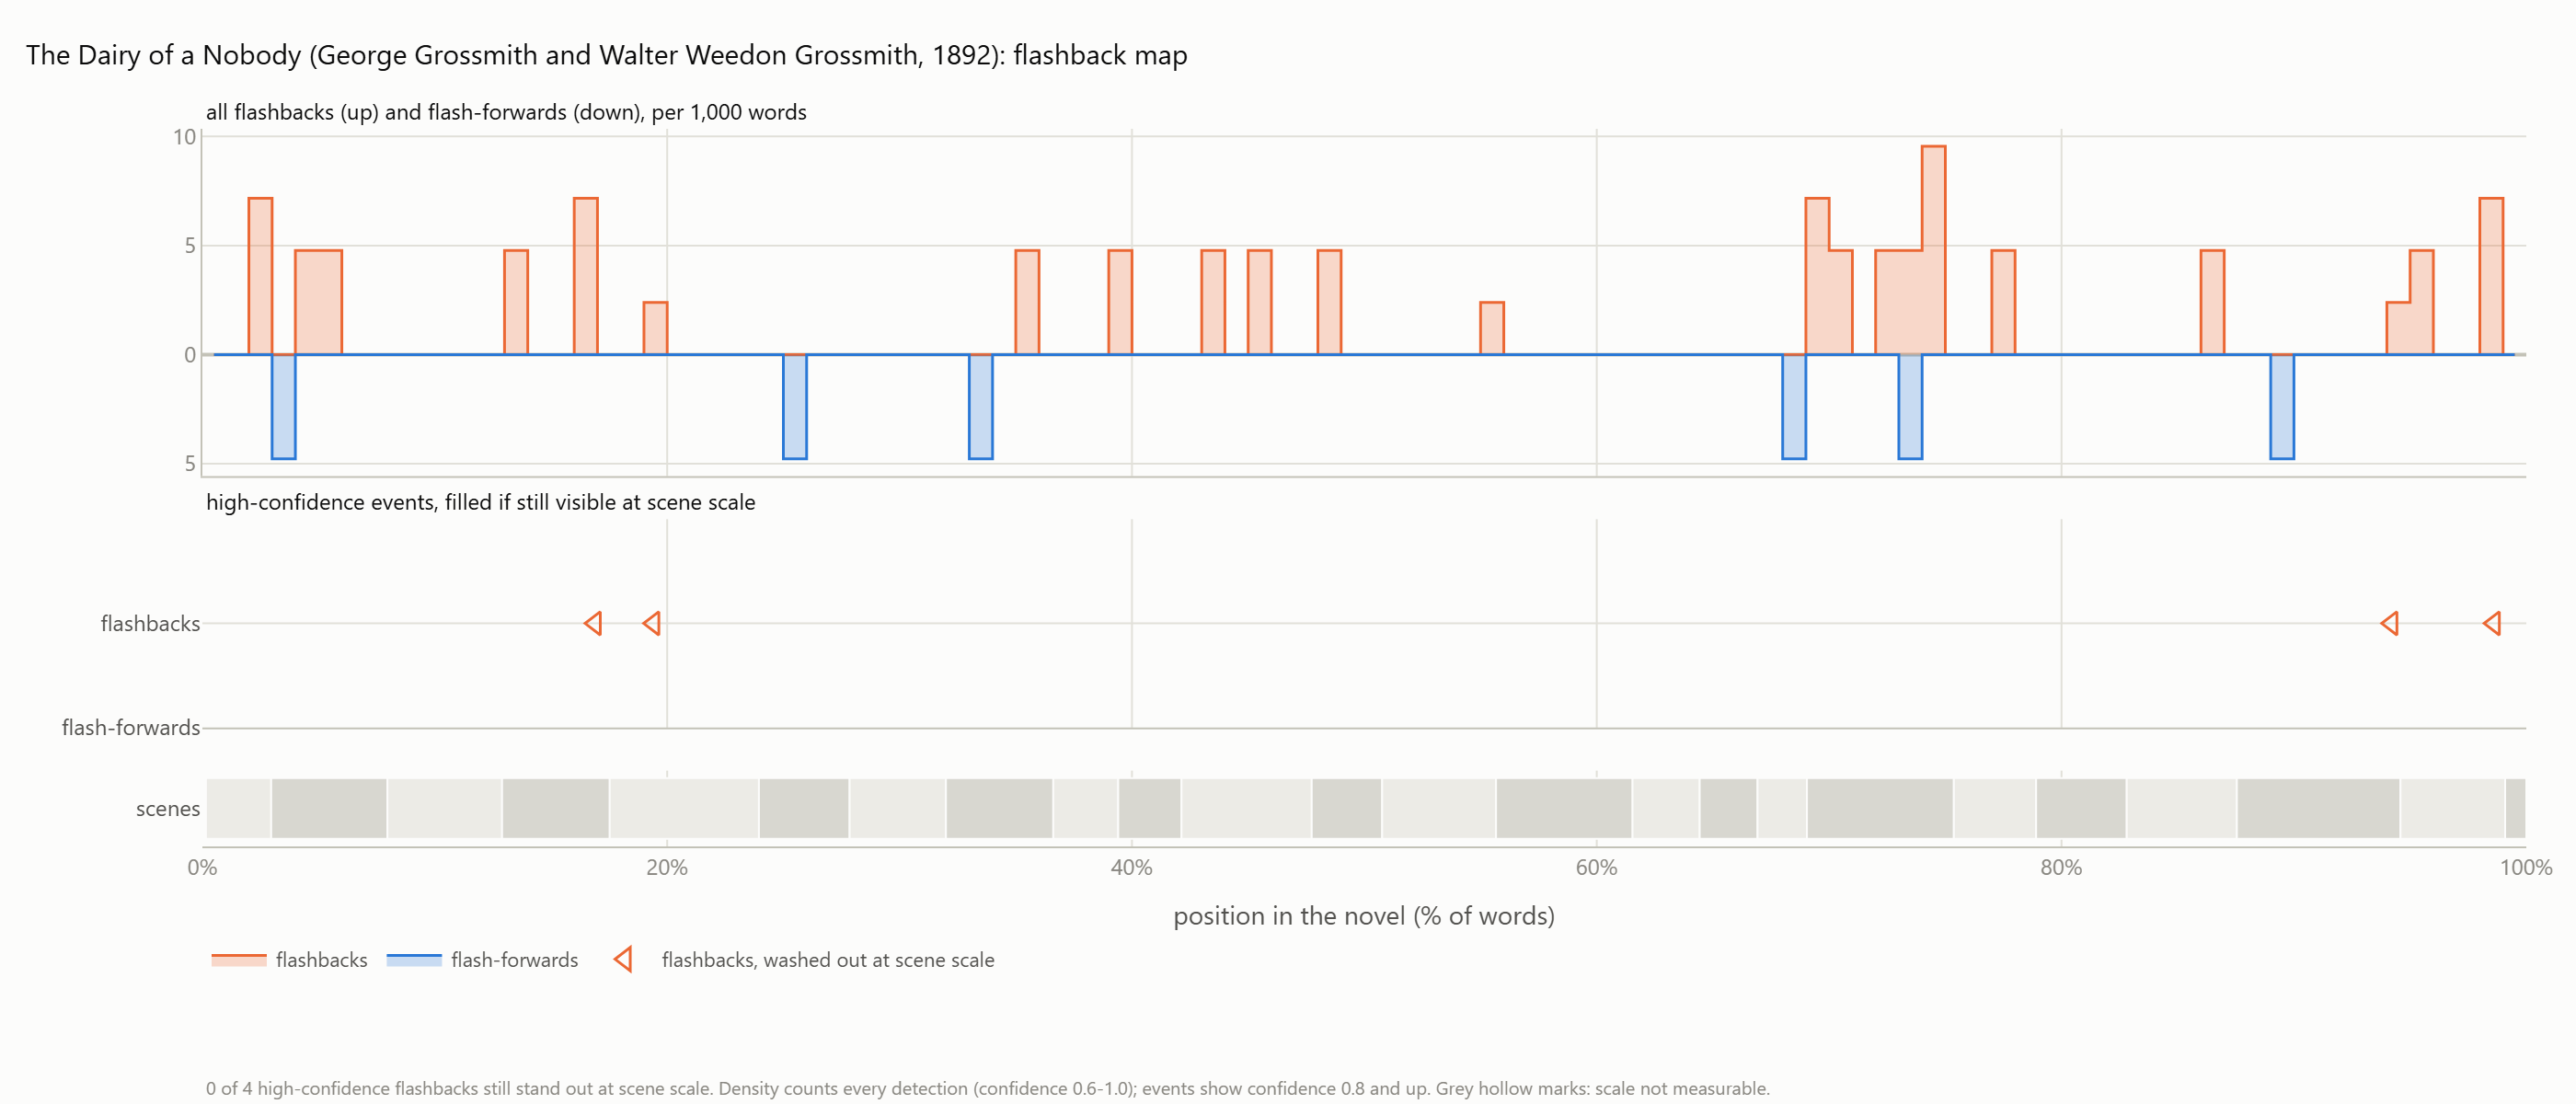 The Dairy of a Nobody (George Grossmith and Walter Weedon Grossmith, 1892): flashback map
all flashbacks (up) and flash-forwards (down), per 1,000 words
10
5
0
5
high-confidence events, filled if still visible at scene scale
flashbacks
flash-forwards
scenes
0% 20% 40% 60% 80% 100%
position in the novel (% of words)
flashbacks flash-forwards flashbacks, washed out at scene scale
0 of 4 high-confidence flashbacks still stand out at scene scale. Density counts every detection (confidence 0.6-1.0); events show confidence 0.8 and up. Grey hollow marks: scale not measurable.